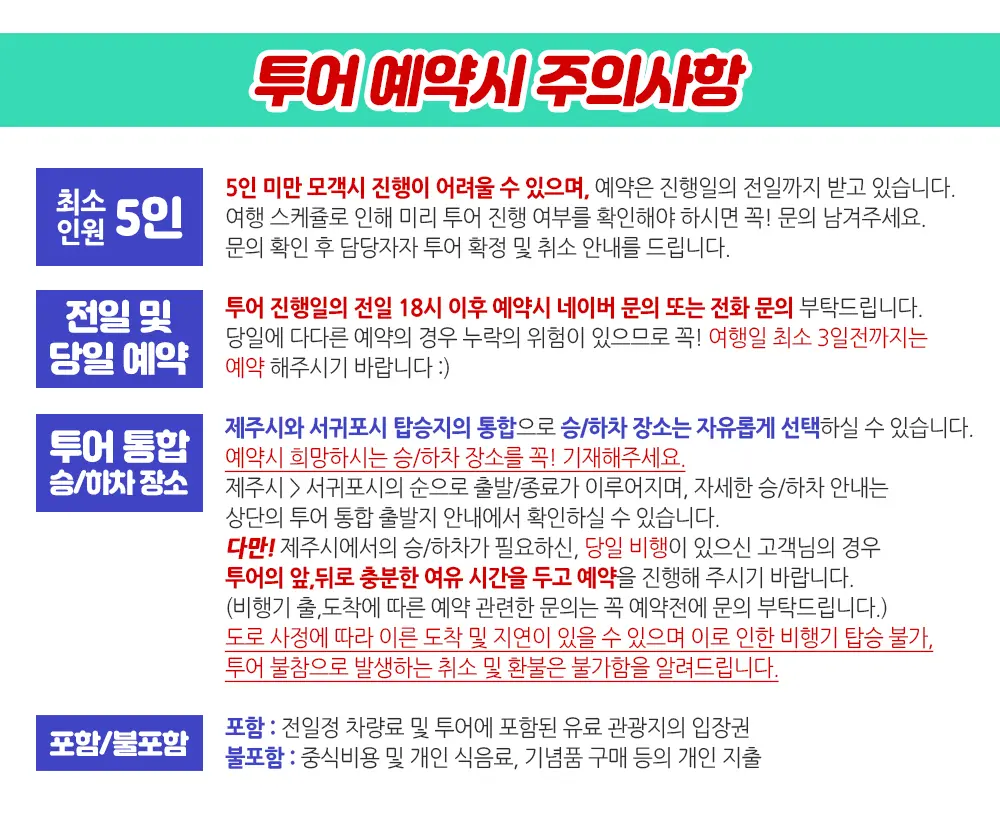 투어 예약시 주의사항
최소
인원 5인
5인 미만 모객시 진행이 어려울 수 있으며, 예약은 진행일의 전일까지 받고 있습니다.
여행 스케쥴로 인해 미리 투어 진행 여부를 확인해야 하시면 꼭! 문의 남겨주세요.
문의 확인 후 담당자자 투어 확정 및 취소 안내를 드립니다.
전일 및
당일 예약
투어 진행일의 전일 18시 이후 예약시 네이버 문의 또는 전화 문의 부탁드립니다.
당일에 다다른 예약의 경우 누락의 위험이 있으므로 꼭! 여행일 최소 3일전까지는
예약 해주시기 바랍니다 :)
투어 통합
승/하차 장소
제주시와 서귀포시 탑승지의 통합으로 승/하차 장소는 자유롭게 선택하실 수 있습니다.
예약시 희망하시는 승/하차 장소를 꼭! 기재해주세요.
제주시 > 서귀포시의 순으로 출발/종료가 이루어지며, 자세한 승/하차 안내는
상단의 투어 통합 출발지 안내에서 확인하실 수 있습니다.
다만! 제주시에서의 승/하차가 필요하신, 당일 비행이 있으신 고객님의 경우
투어의 앞,뒤로 충분한 여유 시간을 두고 예약을 진행해 주시기 바랍니다.
(비행기 출,도착에 따른 예약 관련한 문의는 꼭 예약전에 문의 부탁드립니다.)
도로 사정에 따라 이른 도착 및 지연이 있을 수 있으며 이로 인한 비행기 탑승 불가,
투어 불참으로 발생하는 취소 및 환불은 불가함을 알려드립니다.
포함/불포함
포함 : 전일정 차량료 및 투어에 포함된 유료 관광지의 입장권
불포함 : 중식비용 및 개인 식음료, 기념품 구매 등의 개인 지출